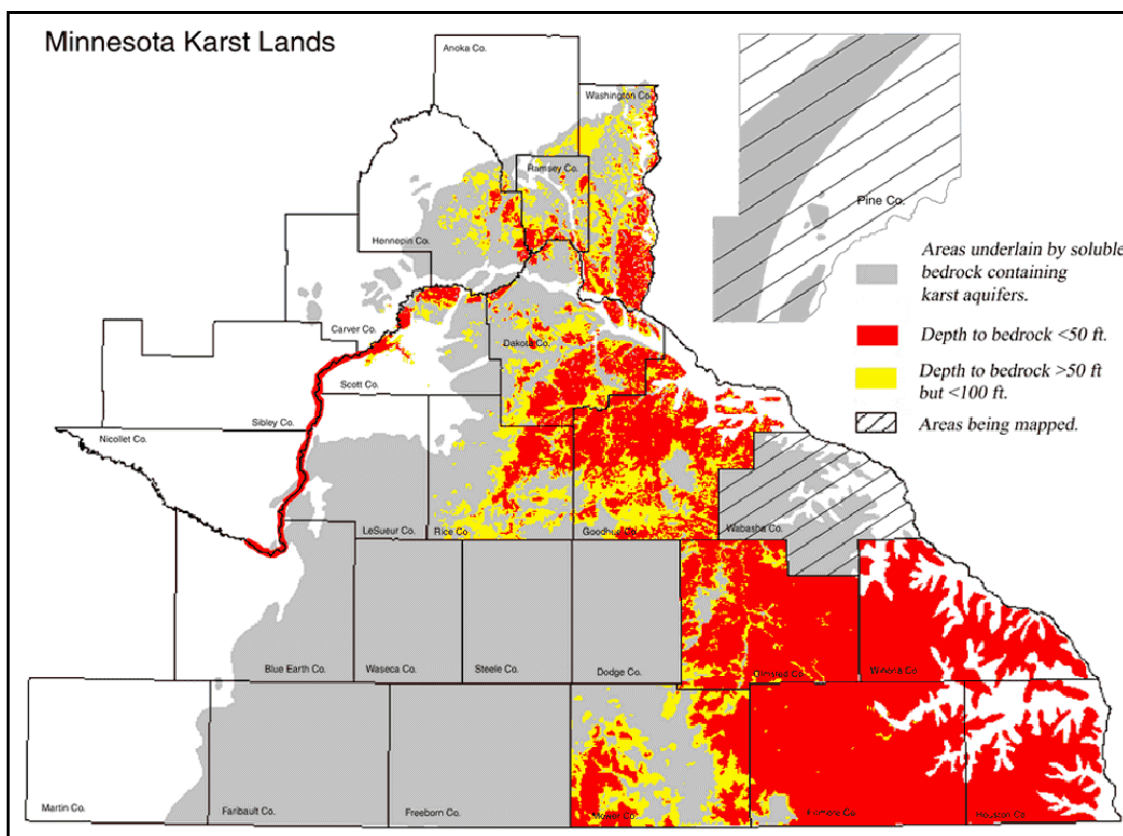 Minnesota Karst Lands
Anoka Co.
Washington Co.
Ramsey Co.
Pine Co.
Hennepin Co.
Areas underlain by soluble
bedrock containing
karst aquifers.
Carver Co.
Depth to bedrock <50 ft.
Dakota Co.
Scott Co.
Depth to bedrock >50 ft
but <100 ft.
Sibley Co.
Areas being mapped.
Nicollet Co.
LeSueur Co.
Rice Co.
Goodhue Co.
Wabasha Co.
Blue Earth Co.
Waseca Co.
Steele Co.
Dodge Co.
Olmsted Co.
Winona Co.
Martin Co.
Faribault Co.
Freeborn Co.
Mower Co.
Filmore Co.
Houston Co.